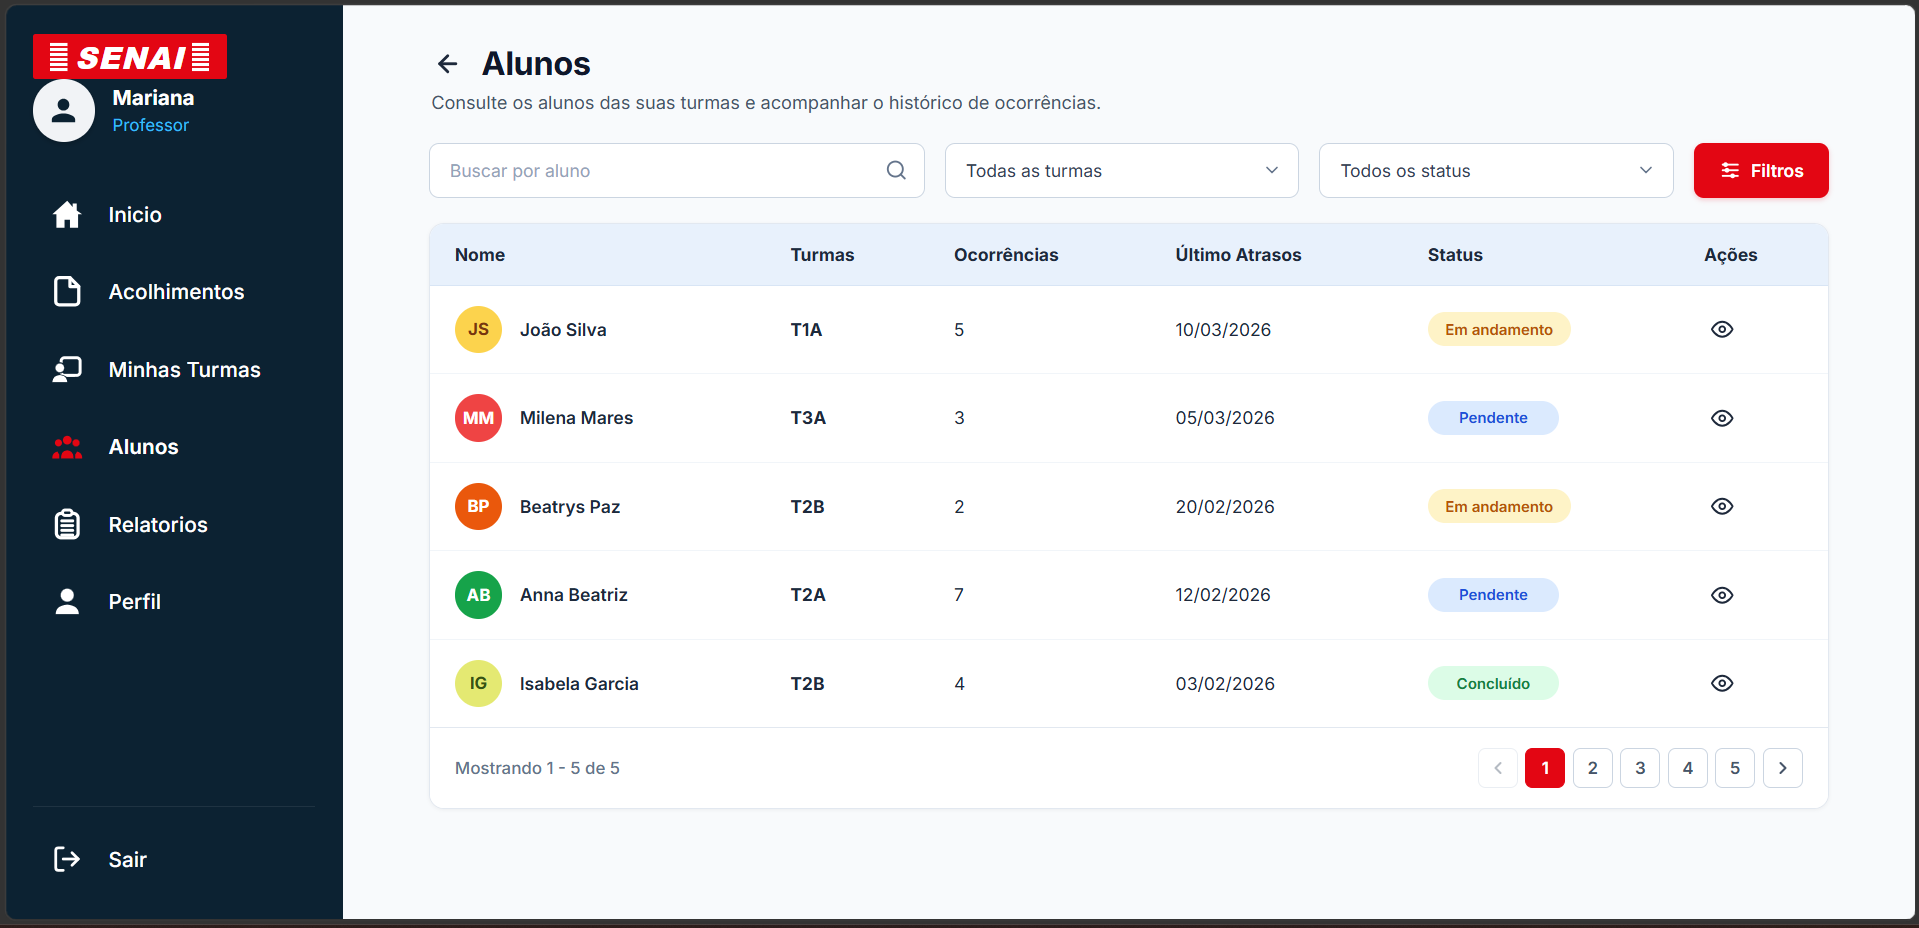 SENAI
Mariana
Professor
Inicio
Acolhimentos
Minhas Turmas
Alunos
Relatorios
Perfil
Sair
Alunos
Consulte os alunos das suas turmas e acompanhar o histórico de ocorrências.
Buscar por aluno
Todas as turmas
Todos os status
Filtros
Nome Turmas Ocorrências Último Atrasos Status Ações
JS João Silva T1A 5 10/03/2026 Em andamento
MM Milena Mares T3A 3 05/03/2026 Pendente
BP Beatrys Paz T2B 2 20/02/2026 Em andamento
AB Anna Beatriz T2A 7 12/02/2026 Pendente
IG Isabela Garcia T2B 4 03/02/2026 Concluído
Mostrando 1 - 5 de 5
1 2 3 4 5